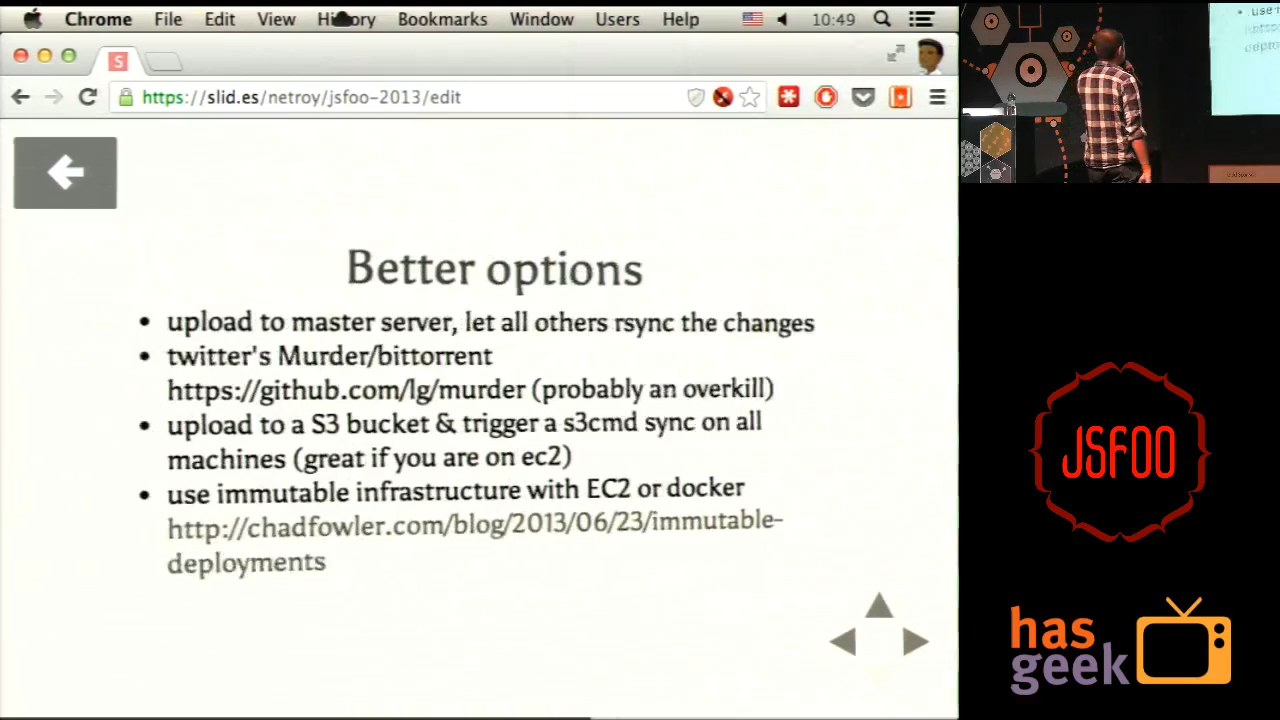 Chrome File Edit View History Bookmarks Window Users Help 10:49
S
https://slid.es/netroy/jsfoo-2013/edit
Better options
• upload to master server, let all others rsync the changes
• twitter's Murder/bittorrent
https://github.com/lg/murder (probably an overkill)
• upload to a S3 bucket & trigger a s3cmd sync on all
machines (great if you are on ec2)
• use immutable infrastructure with EC2 or docker
http://chadfowler.com/blog/2013/06/23/immutable-
deployments
JSFOO
has
geek